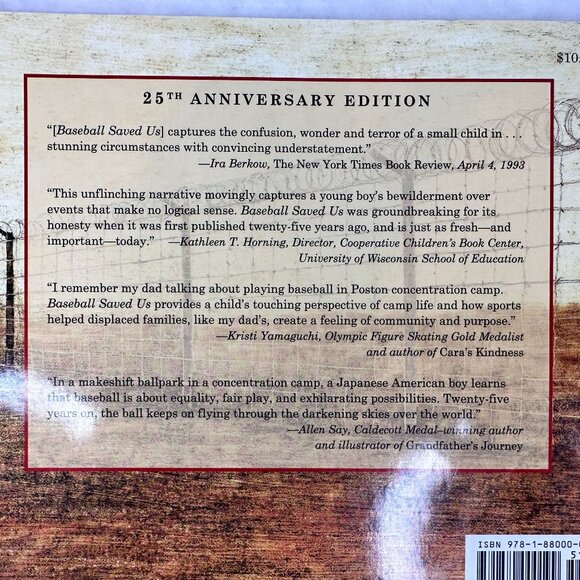 $10.
25TH ANNIVERSARY EDITION
“[Baseball Saved Us] captures the confusion, wonder and terror of a small child in . . .
stunning circumstances with convincing understatement.”
—Ira Berkow, The New York Times Book Review, April 4, 1993
“This unflinching narrative movingly captures a young boy’s bewilderment over
events that make no logical sense. Baseball Saved Us was groundbreaking for its
honesty when it was first published twenty-five years ago, and is just as fresh—and
important—today.” —Kathleen T. Horning, Director, Cooperative Children’s Book Center,
University of Wisconsin School of Education
“I remember my dad talking about playing baseball in Poston concentration camp.
Baseball Saved Us provides a child’s touching perspective of camp life and how sports
helped displaced families, like my dad’s, create a feeling of community and purpose.”
—Kristi Yamaguchi, Olympic Figure Skating Gold Medalist
and author of Cara’s Kindness
“In a makeshift ballpark in a concentration camp, a Japanese American boy learns
that baseball is about equality, fair play, and exhilarating possibilities. Twenty-five
years on, the ball keeps on flying through the darkening skies over the world.”
—Allen Say, Caldecott Medal–winning author
and illustrator of Grandfather’s Journey
ISBN 978-1-88000-
5